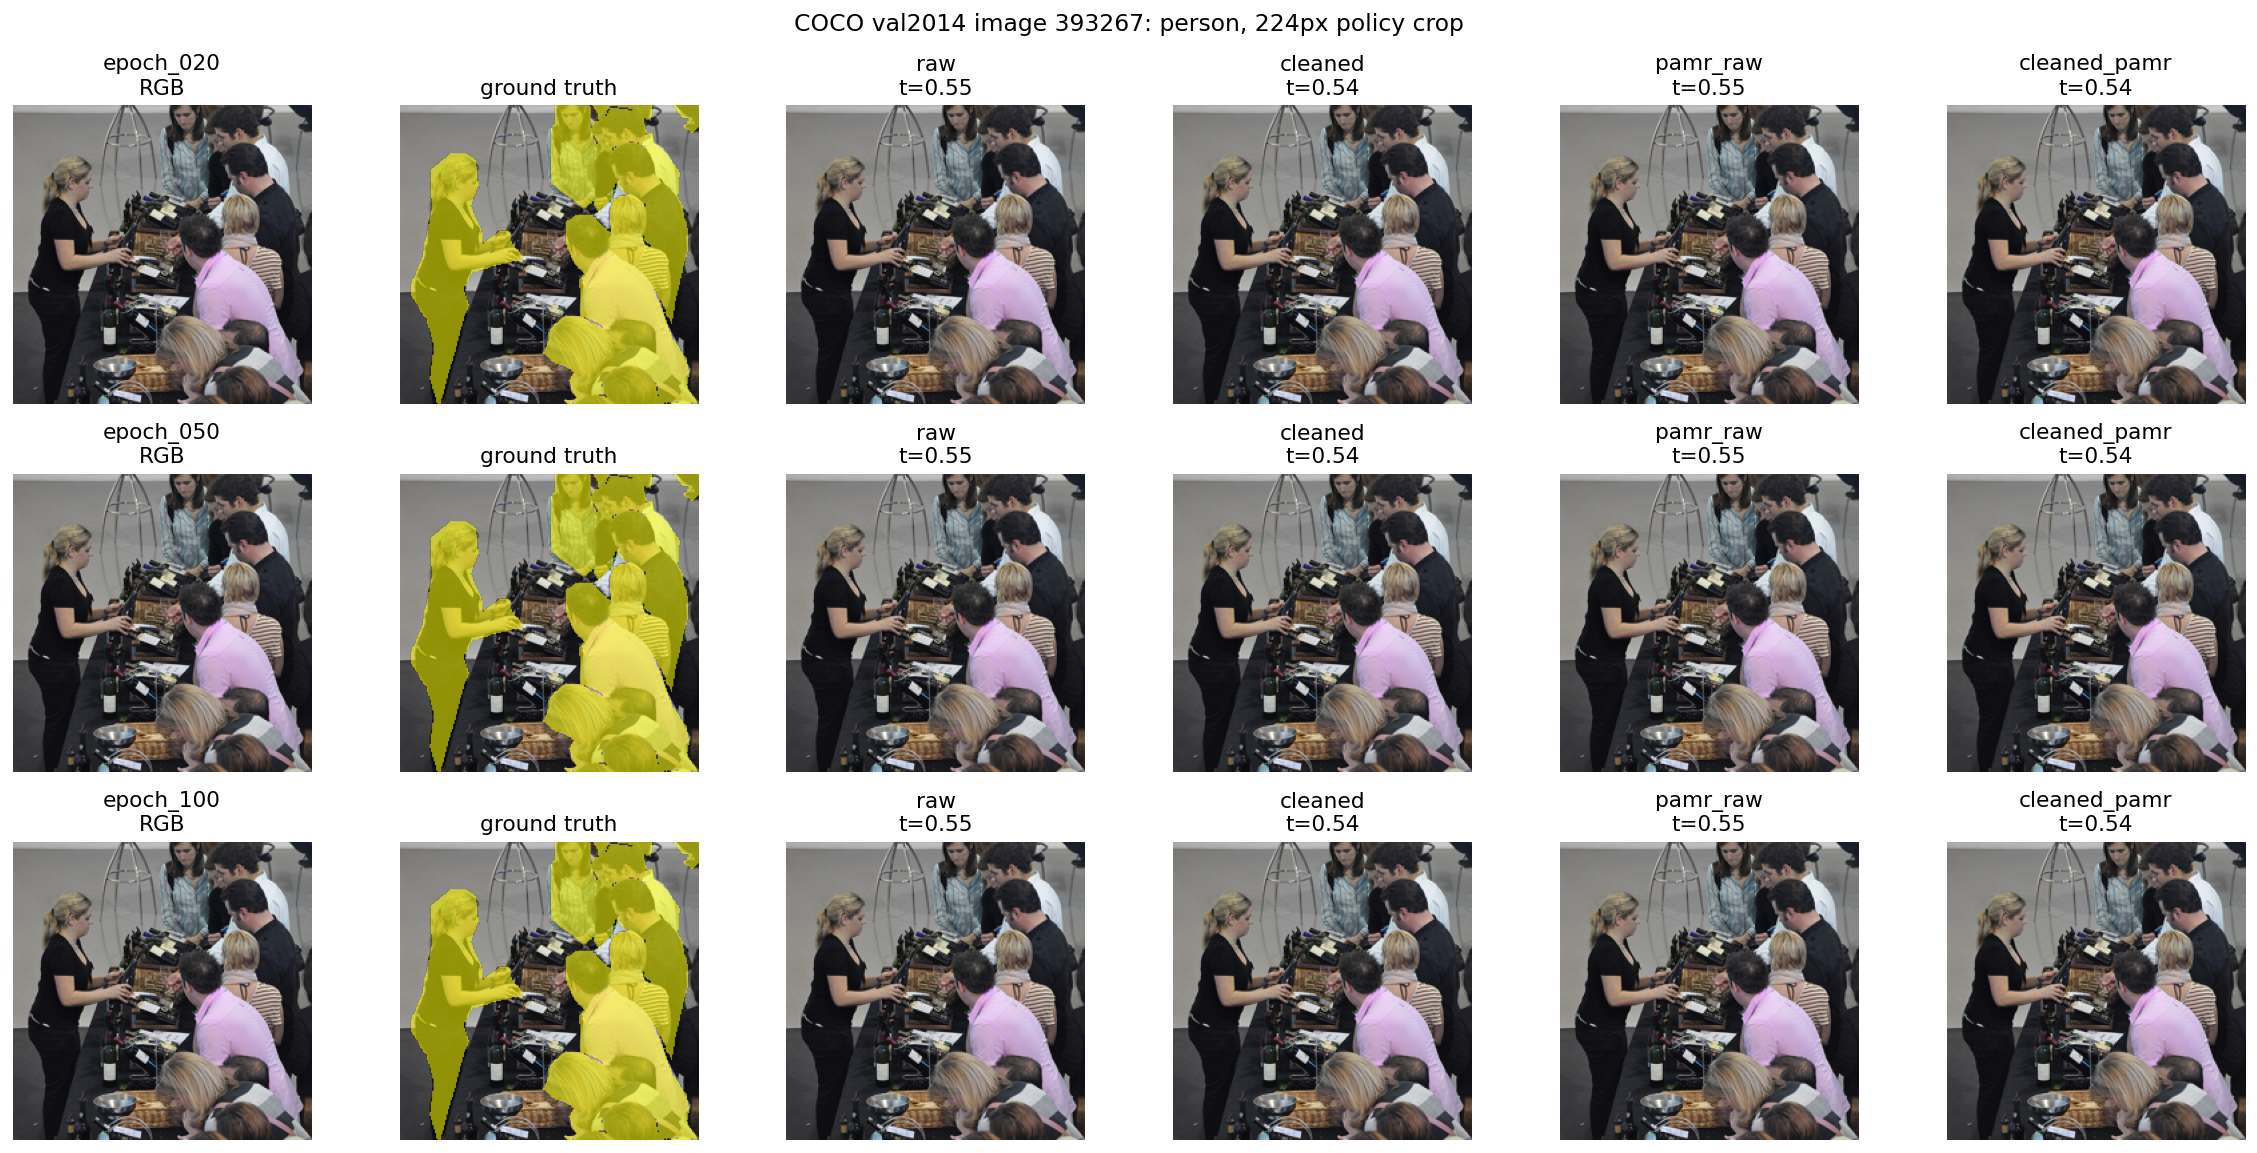 COCO val2014 image 393267: person, 224px policy crop
epoch_020
RGB
ground truth
raw
t=0.55
cleaned
t=0.54
pamr_raw
t=0.55
cleaned_pamr
t=0.54
epoch_050
RGB
ground truth
raw
t=0.55
cleaned
t=0.54
pamr_raw
t=0.55
cleaned_pamr
t=0.54
epoch_100
RGB
ground truth
raw
t=0.55
cleaned
t=0.54
pamr_raw
t=0.55
cleaned_pamr
t=0.54